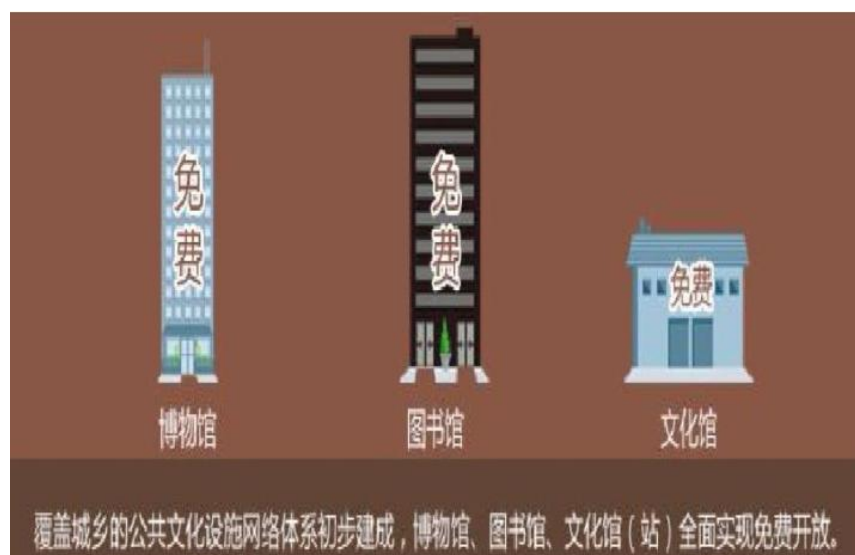 免费
免费
免费
博物馆
图书馆
文化馆
覆盖城乡的公共文化设施网络体系初步建成，博物馆、图书馆、文化馆（站）全面实现免费开放。